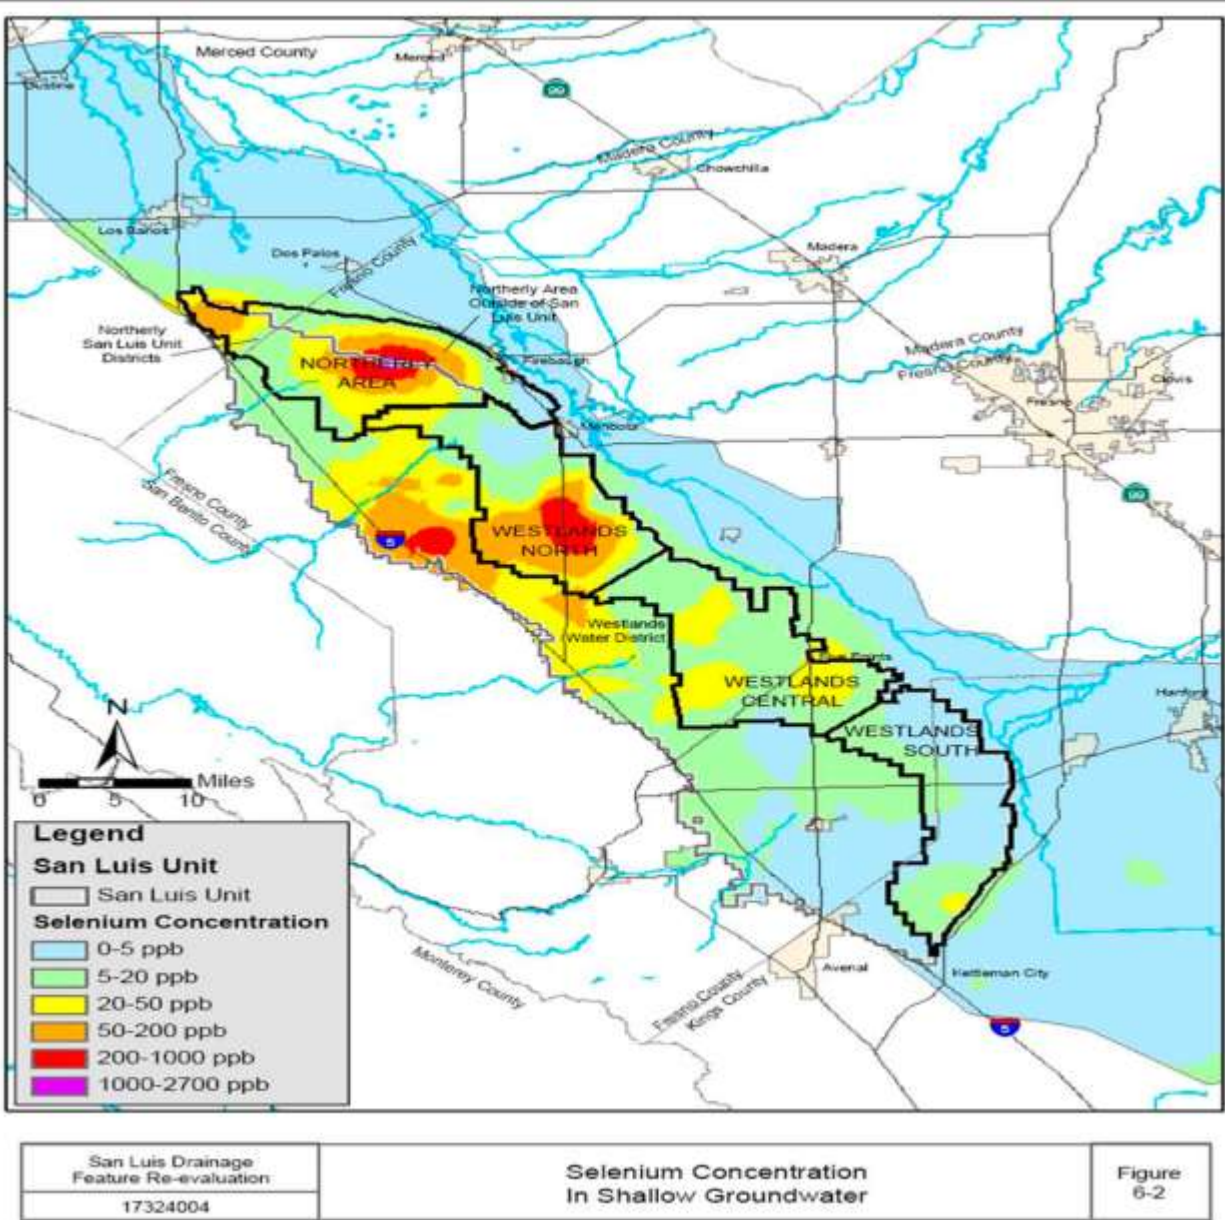 Merced County
Merced
Gustine
99
Madera County
Chowchilla
Los Banos
Dos Palos
Fresno County
Madera
Northerly Area
Outside of San
Luis Unit
Northerly
San Luis Unit
Districts
Firebaugh
Madera County
Fresno County
NORTHERLY
AREA
Clovis
Fresno
Mendota
99
Fresno County
San Benito County
5
WESTLANDS
NORTH
Westlands
Water District
Five Points
WESTLANDS
CENTRAL
Hanford
WESTLANDS
SOUTH
N
Miles
0 5 10
Legend
San Luis Unit
San Luis Unit
Selenium Concentration
0-5 ppb
5-20 ppb
20-50 ppb
50-200 ppb
200-1000 ppb
1000-2700 ppb
Monterey County
Avenal
Kettleman City
Fresno County
Kings County
5
San Luis Drainage
Feature Re-evaluation
17324004
Selenium Concentration
In Shallow Groundwater
Figure
6-2